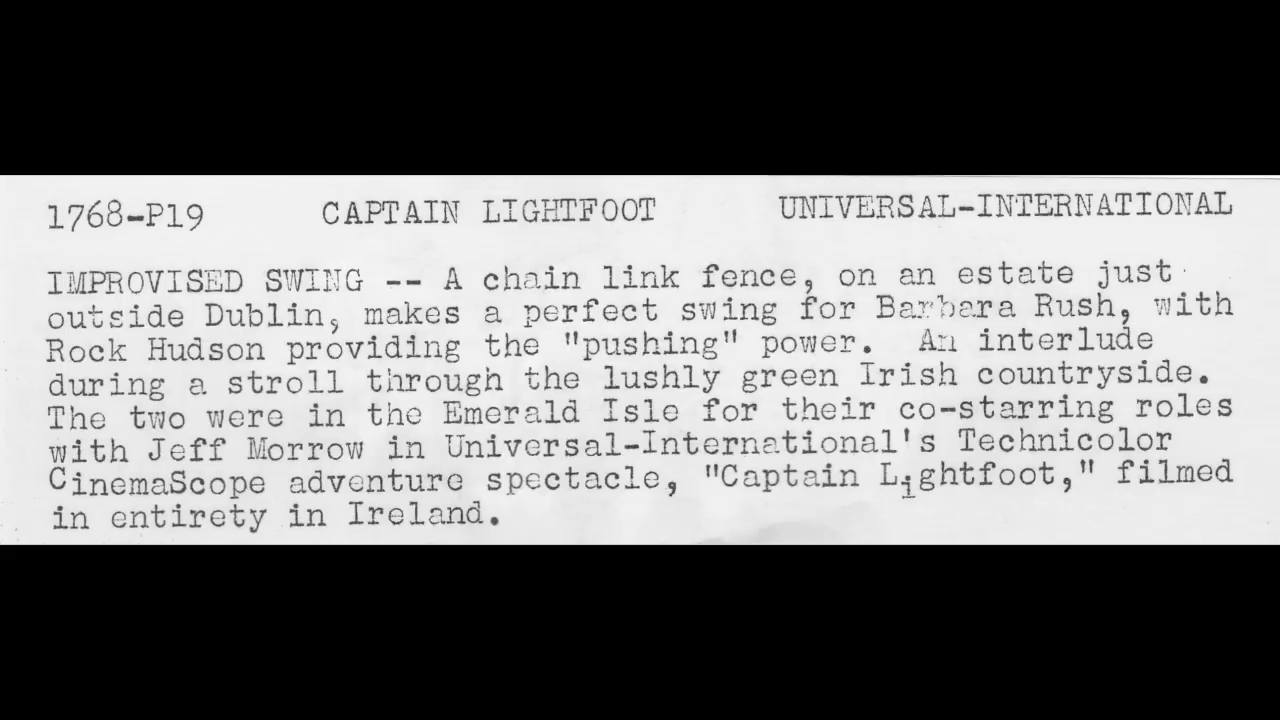 1768-P19 CAPTAIN LIGHTFOOT UNIVERSAL-INTERNATIONAL
IMPROVISED SWING -- A chain link fence, on an estate just
outside Dublin, makes a perfect swing for Barbara Rush, with
Rock Hudson providing the "pushing" power. An interlude
during a stroll through the lushly green Irish countryside.
The two were in the Emerald Isle for their co-starring roles
with Jeff Morrow in Universal-International's Technicolor
CinemaScope adventure spectacle, "Captain Lightfoot," filmed
in entirety in Ireland.